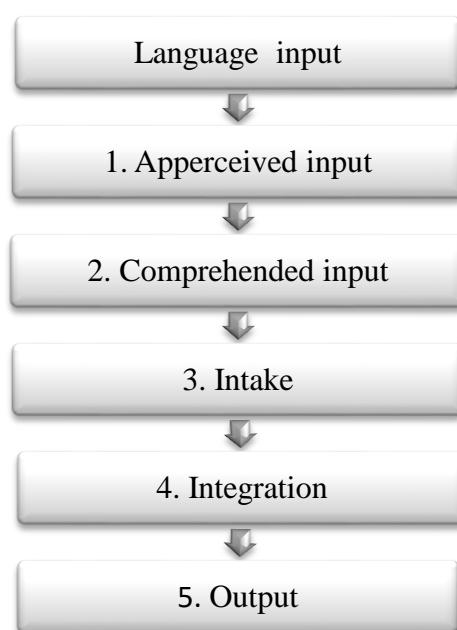 Language input
1. Apperceived input
2. Comprehended input
3. Intake
4. Integration
5. Output